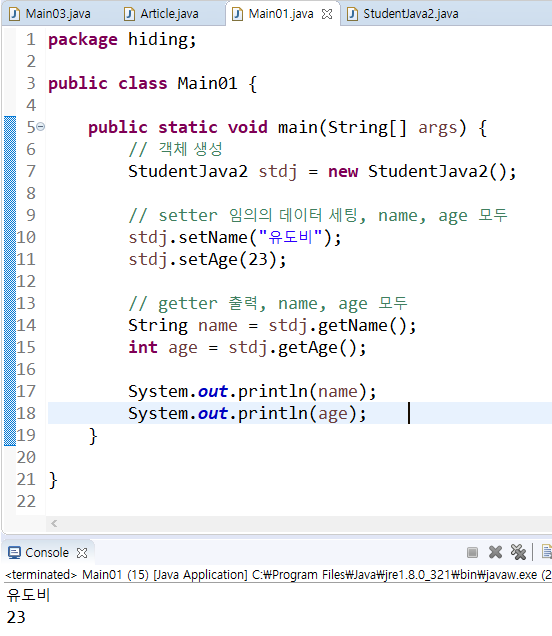 Main03.java Article.java Main01.java StudentJava2.java
1 package hiding;
2
3 public class Main01 {
4
5 public static void main(String[] args) {
6 // 객체 생성
7 StudentJava2 stdj = new StudentJava2();
8
9 // setter 임의의 데이터 세팅, name, age 모두
10 stdj.setName("유도비");
11 stdj.setAge(23);
12
13 // getter 출력, name, age 모두
14 String name = stdj.getName();
15 int age = stdj.getAge();
16
17 System.out.println(name);
18 System.out.println(age);
19 }
20
21 }
22
Console
<terminated> Main01 (15) [Java Application] C:₩Program Files₩Java₩jre1.8.0_321₩bin₩javaw.exe (2
유도비
23